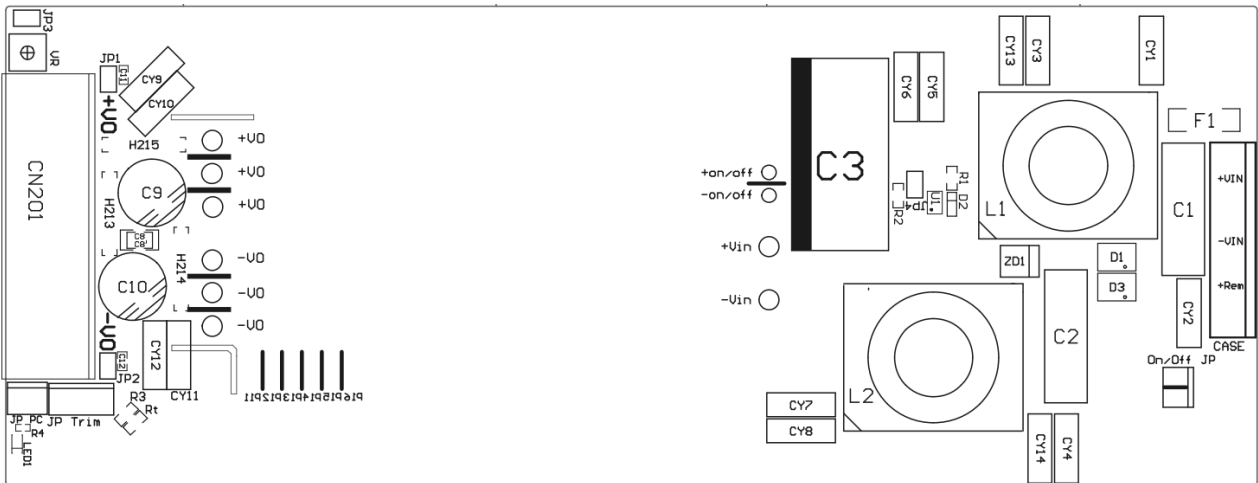 JP3
VR
JP1
C11
CY9
CY10
+VO
H215
CN201
C9
H213
C8
C8'
H214
C10
-VO
C12
JP2
CY12
CY11
+VO
+VO
+VO
-VO
-VO
-VO
P11
P12
P13
P14
P15
P16
JP PC
JP Trim
R3
Rt
R4
LED1
CY13
CY3
CY1
CY6
CY5
C3
F1
+on/off
-on/off
R1
D2
U1
JP4
R2
L1
C1
+VIN
-VIN
+Rem
+Vin
-Vin
ZD1
D1
D3
CY2
CASE
C2
On/Off JP
L2
CY7
CY8
CY14
CY4